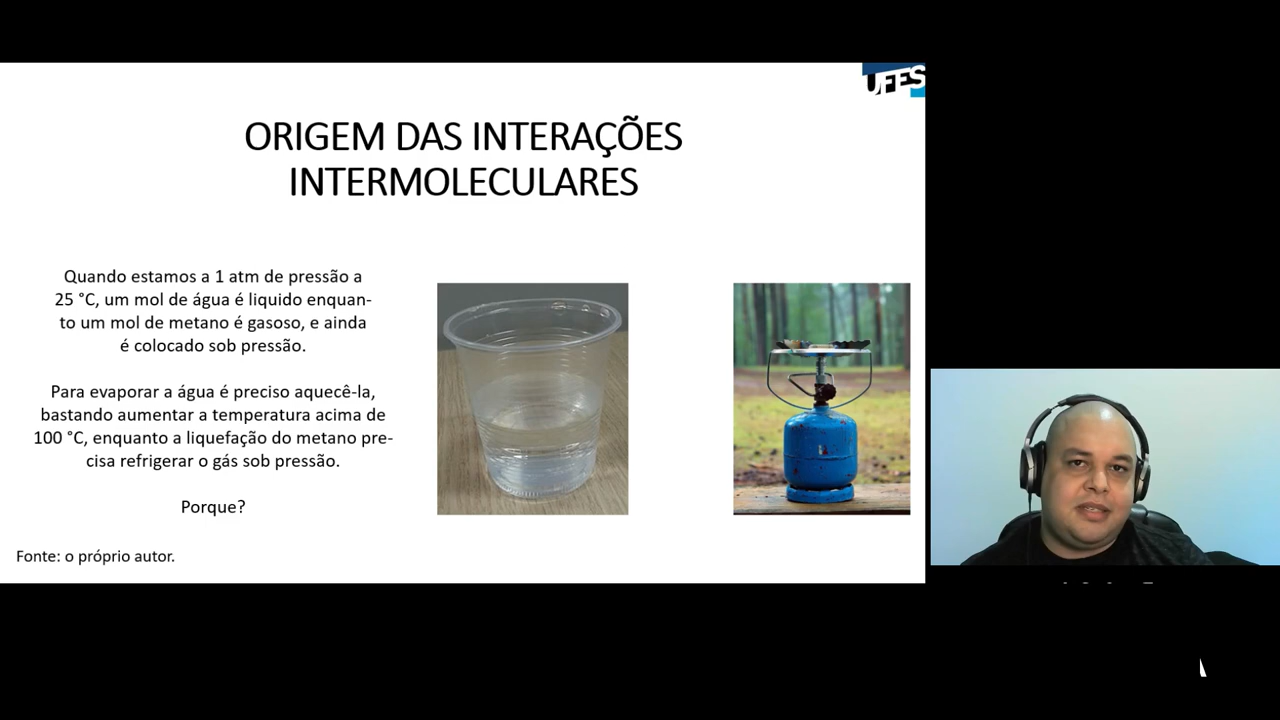 UFES
ORIGEM DAS INTERAÇÕES
INTERMOLECULARES
Quando estamos a 1 atm de pressão a
25 °C, um mol de água é liquido enquan-
to um mol de metano é gasoso, e ainda
é colocado sob pressão.
Para evaporar a água é preciso aquecê-la,
bastando aumentar a temperatura acima de
100 °C, enquanto a liquefação do metano pre-
cisa refrigerar o gás sob pressão.
Porque?
Fonte: o próprio autor.